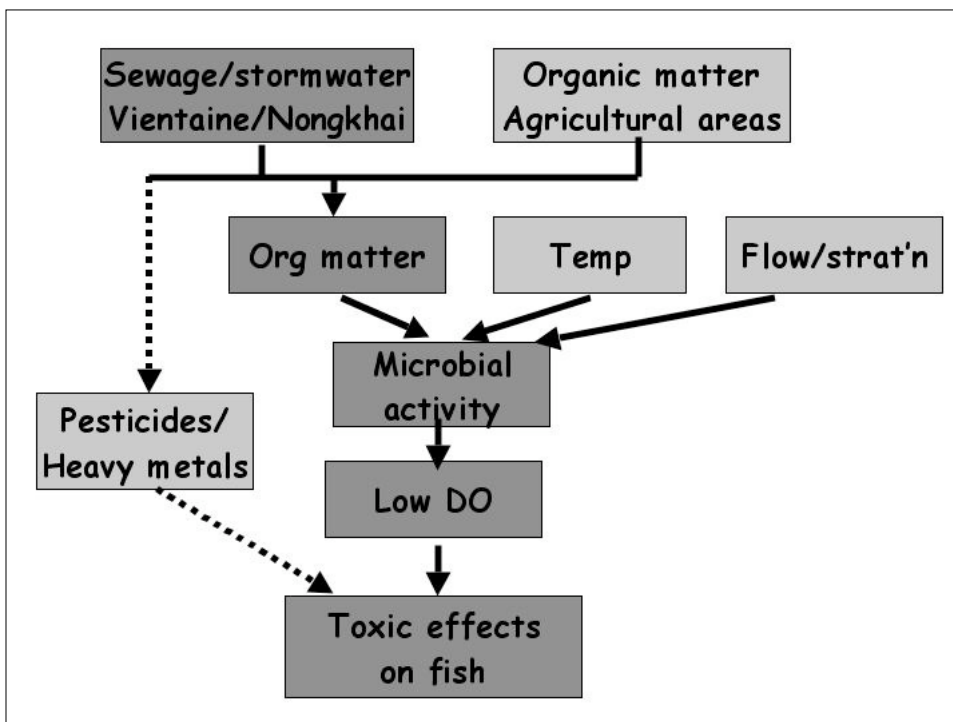 Sewage/stormwater
Vientaine/Nongkhai
Organic matter
Agricultural areas
Org matter
Temp
Flow/strat'n
Microbial
activity
Pesticides/
Heavy metals
Low DO
Toxic effects
on fish